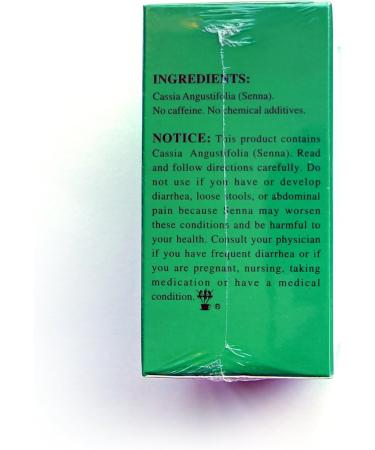 INGREDIENTS:
Cassia Angustifolia (Senna).
No caffeine. No chemical additives.
NOTICE: This product contains
Cassia Angustifolia (Senna). Read
and follow directions carefully. Do
not use if you have or develop
diarrhea, loose stools, or abdominal
pain because Senna may worsen
these conditions and be harmful to
your health. Consult your physician
if you have frequent diarrhea or if
you are pregnant, nursing, taking
medication or have a medical
condition.
®